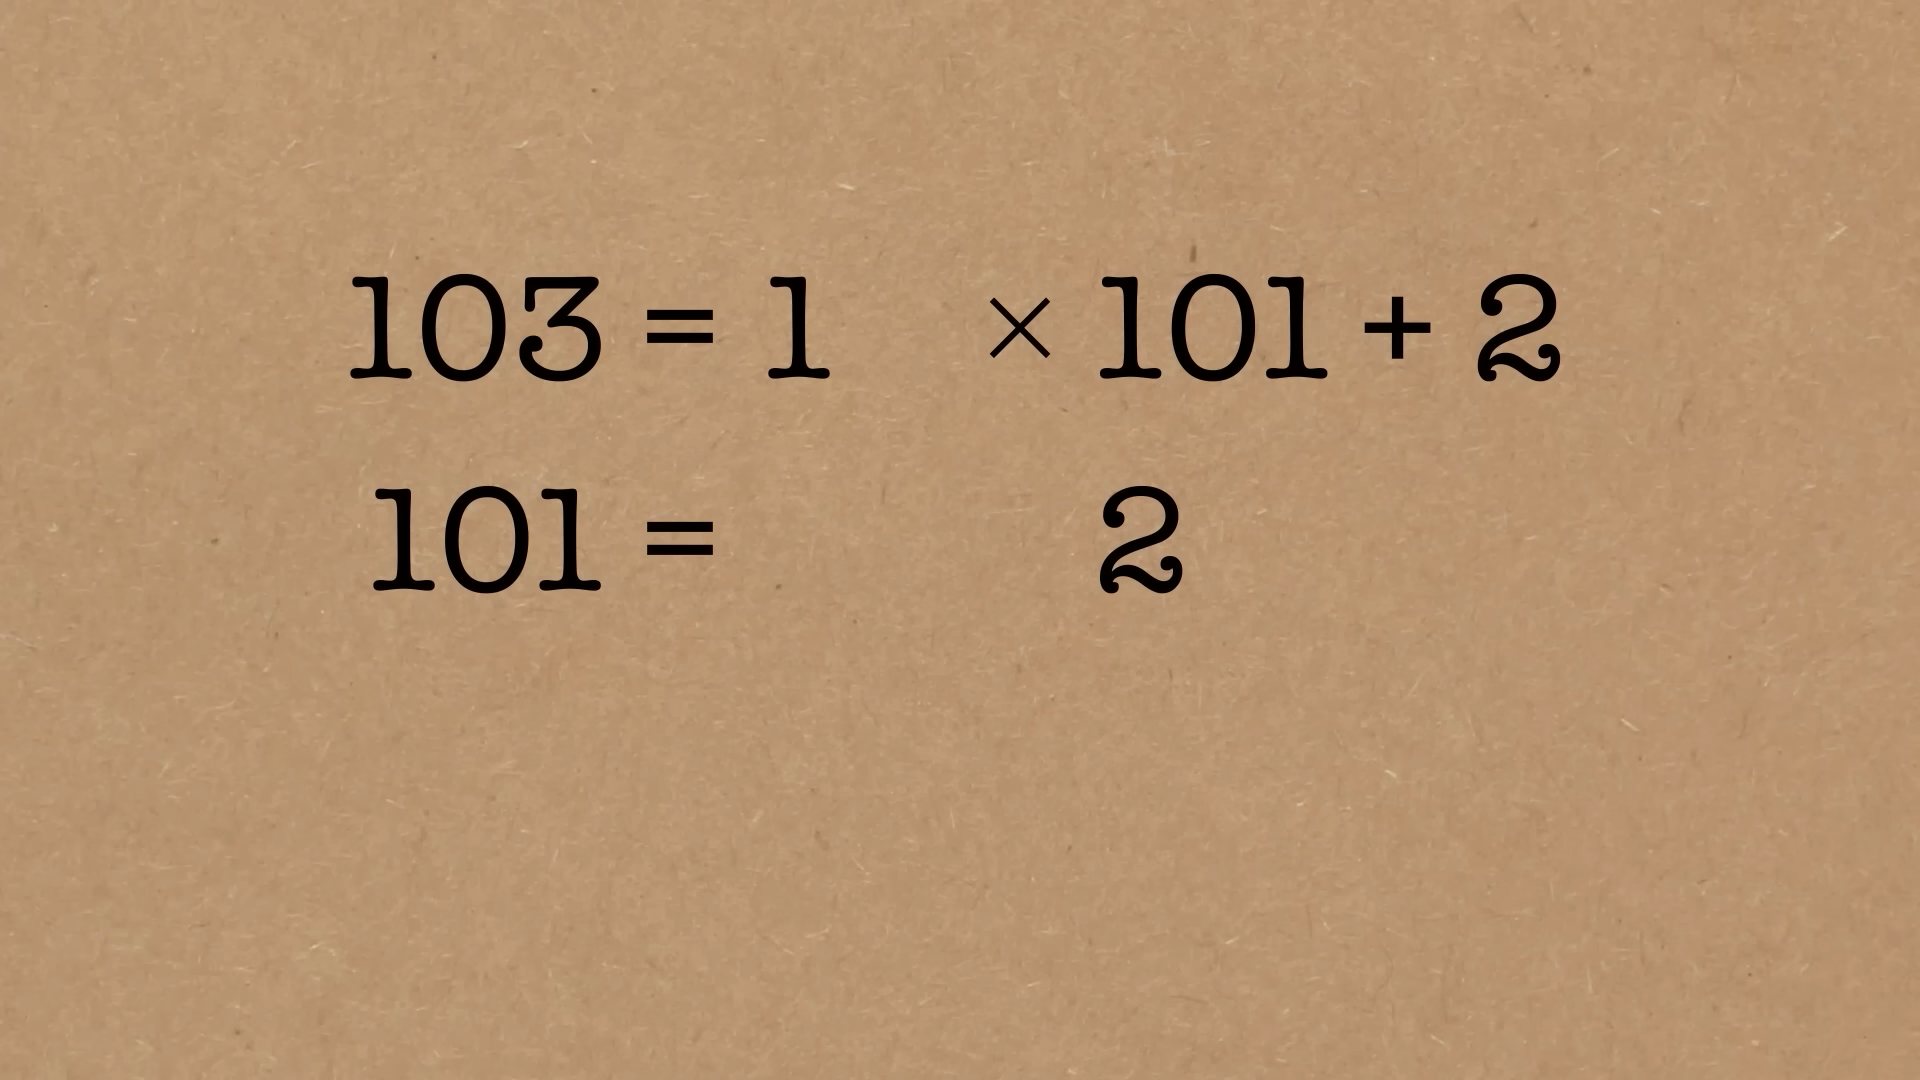 103 = 1 × 101 + 2
101 = 2